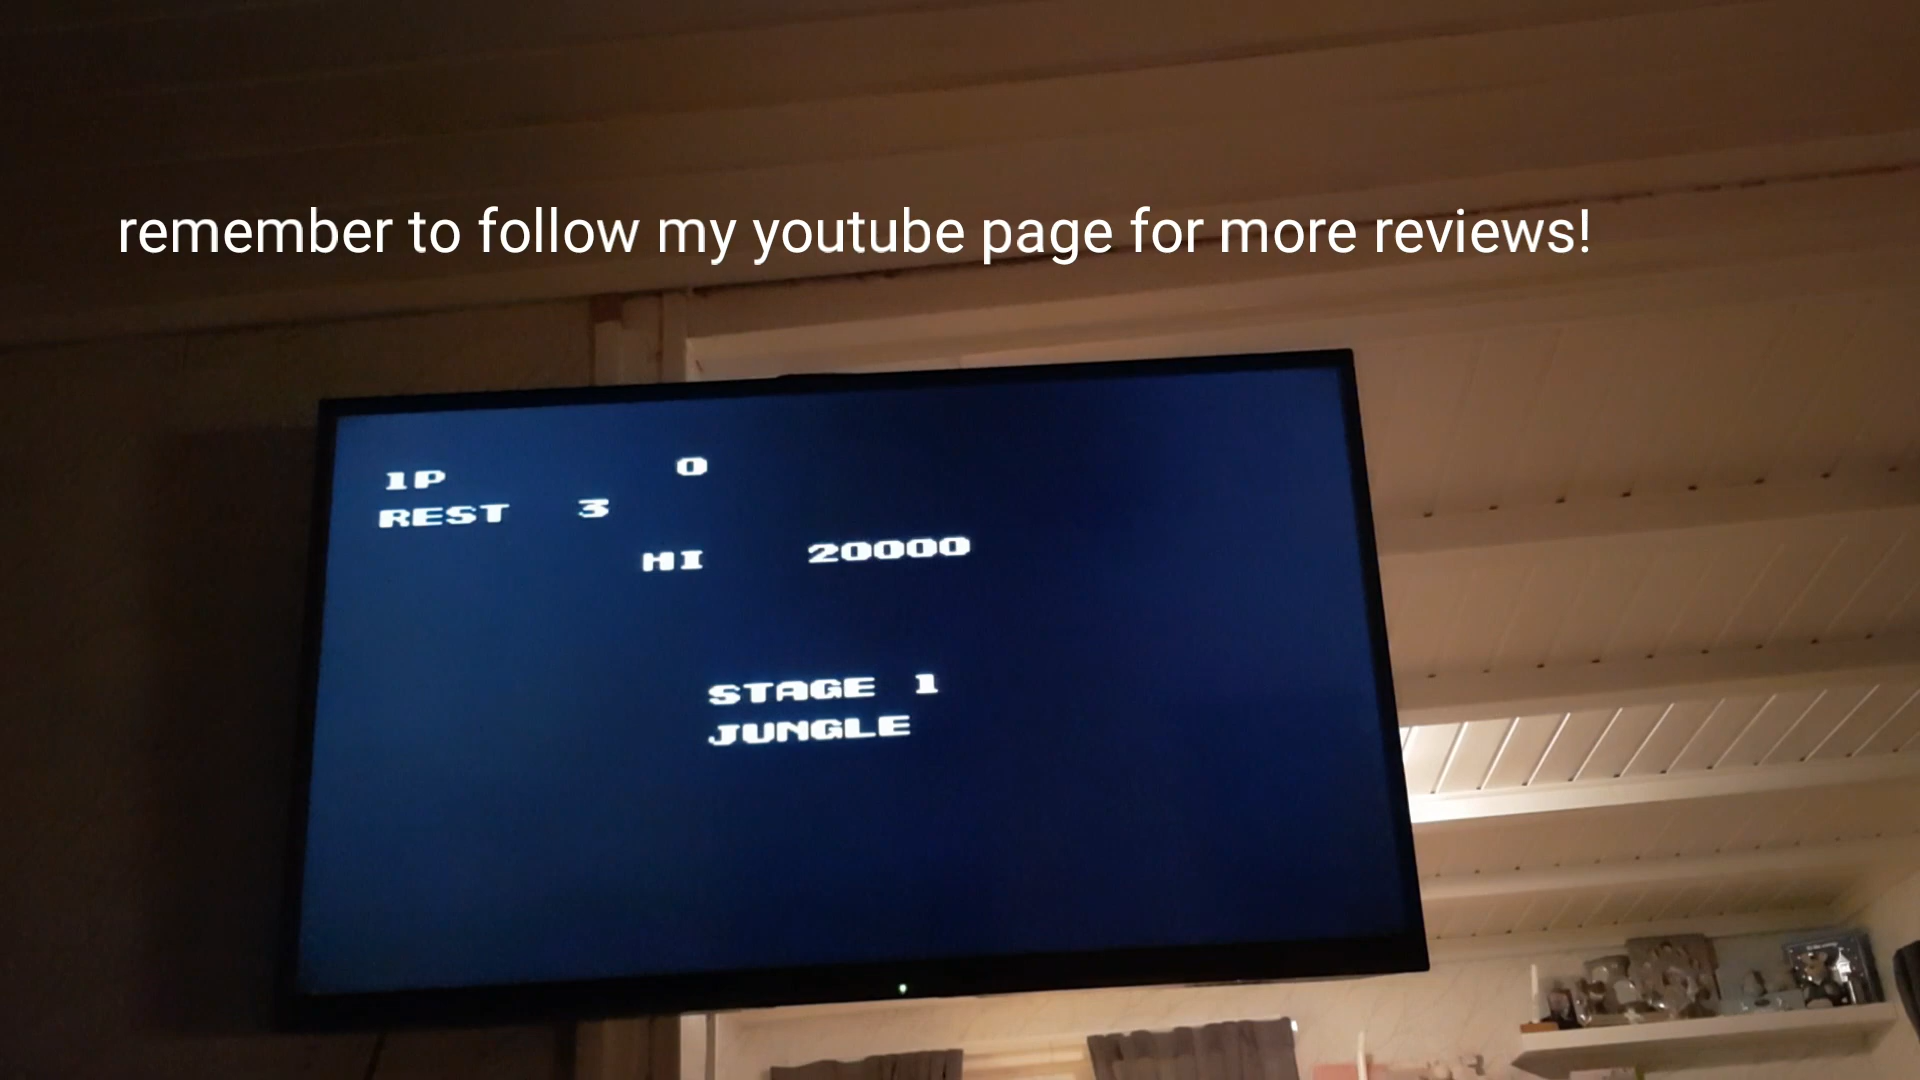 remember to follow my youtube page for more reviews!
1P 0
REST 3
HI 20000
STAGE 1
JUNGLE